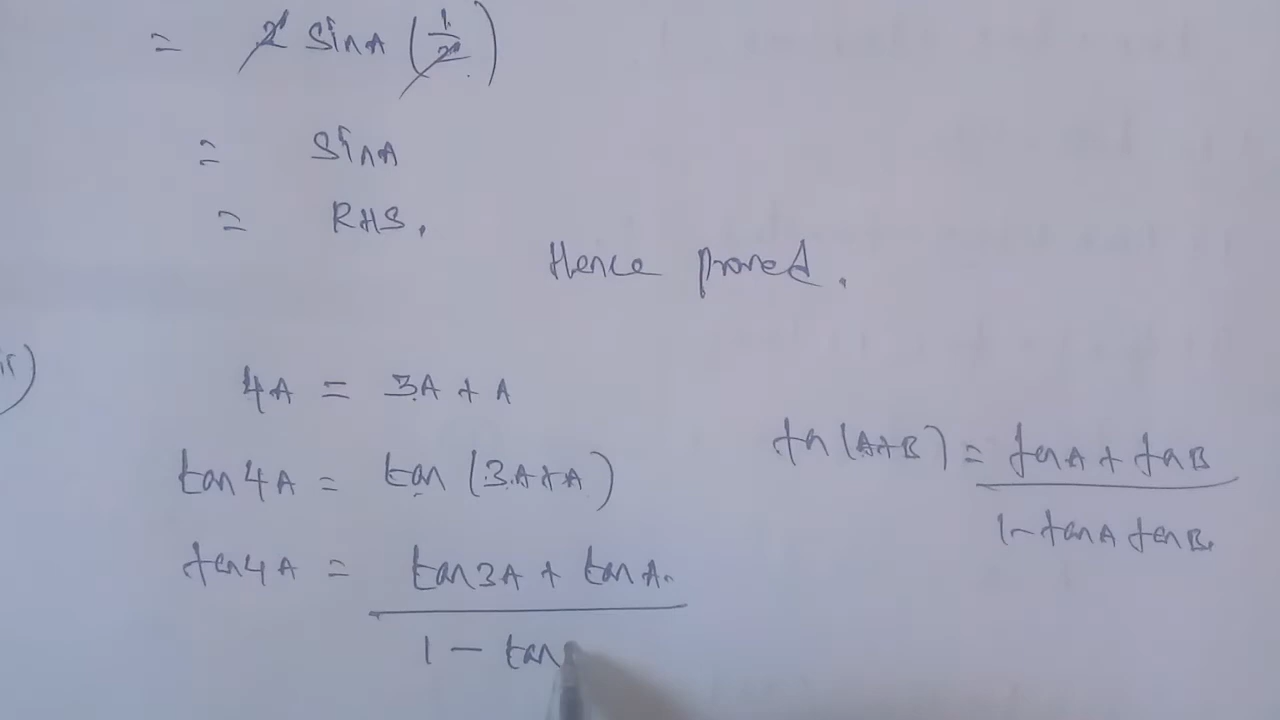 = 2 SinA (1/2)
= SinA
= RHS.
Hence proved.
4A = 3A + A
tan4A = tan (3A+A)
tan(A+B) = tanA + tanB
1 - tanA tanB.
tan4A = tan3A + tanA.
1 - tan